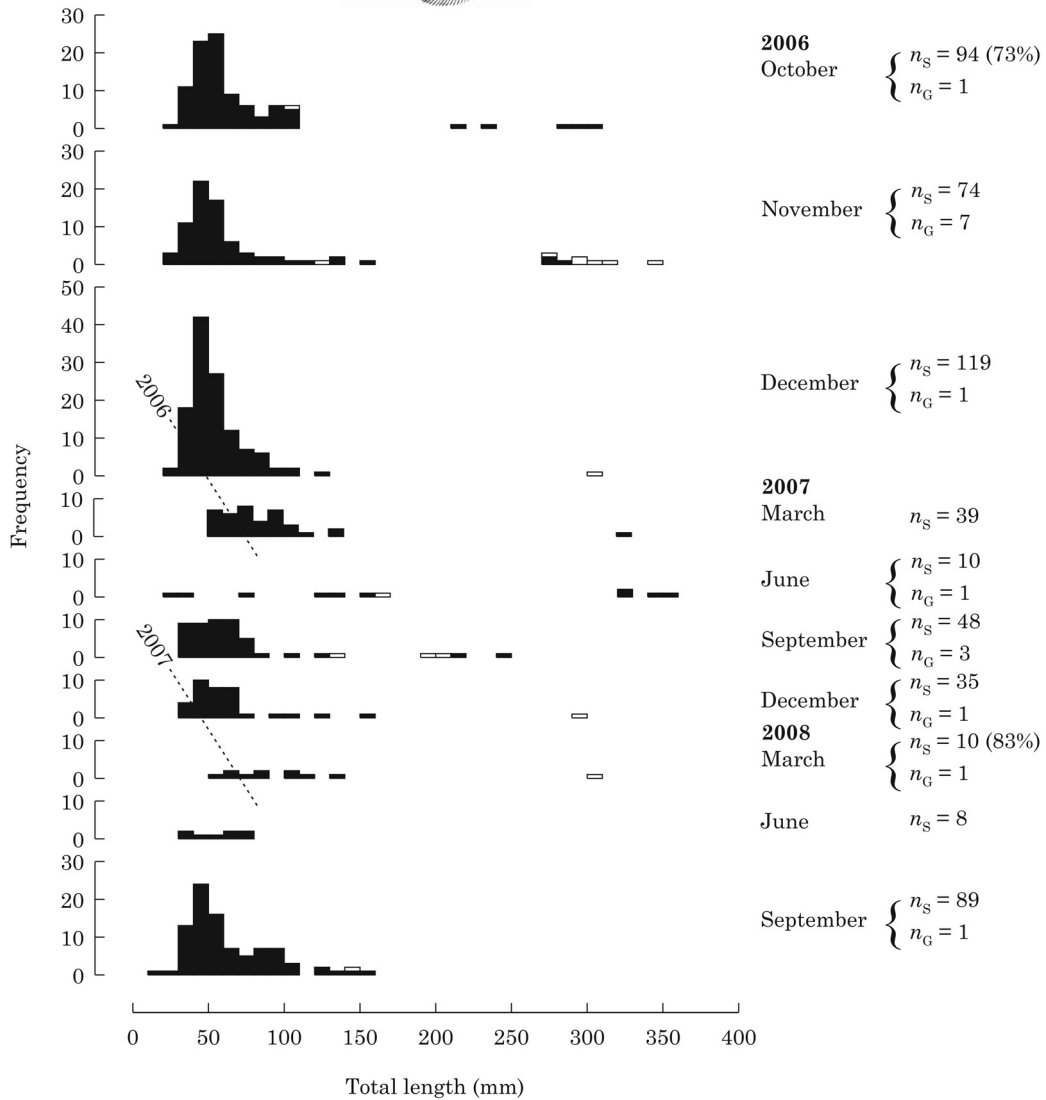 30
20
10
0
2006
October
nS = 94 (73%)
nG = 1
30
20
10
0
November
nS = 74
nG = 7
50
40
30
20
10
0
2006
December
nS = 119
nG = 1
Frequency
10
0
2007
March
nS = 39
10
0
June
nS = 10
nG = 1
10
0
2007
September
nS = 48
nG = 3
10
0
December
nS = 35
nG = 1
10
0
2008
March
nS = 10 (83%)
nG = 1
10
0
June
nS = 8
30
20
10
0
September
nS = 89
nG = 1
0 50 100 150 200 250 300 350 400
Total length (mm)